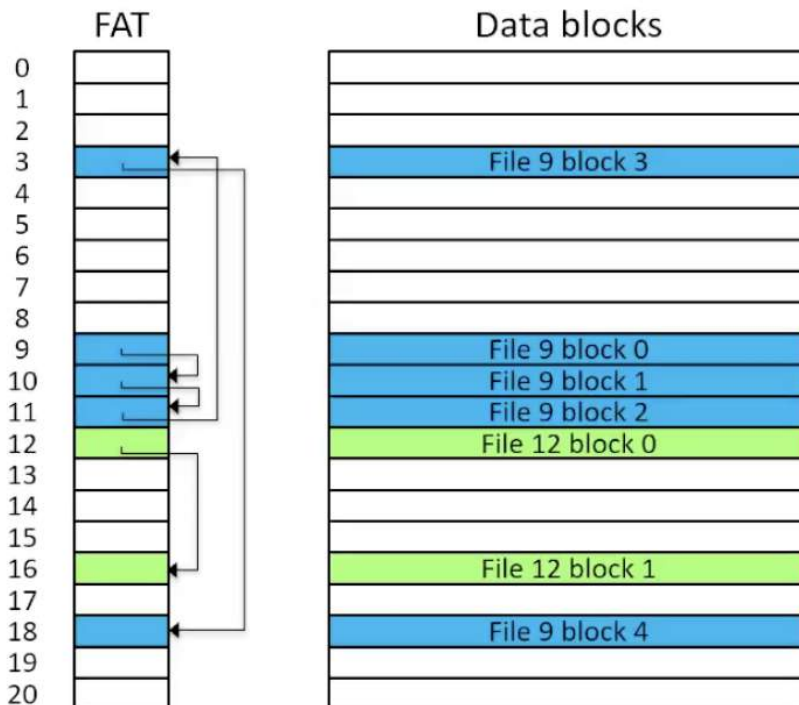 FAT Data blocks
0
1
2
3 File 9 block 3
4
5
6
7
8
9 File 9 block 0
10 File 9 block 1
11 File 9 block 2
12 File 12 block 0
13
14
15
16 File 12 block 1
17
18 File 9 block 4
19
20